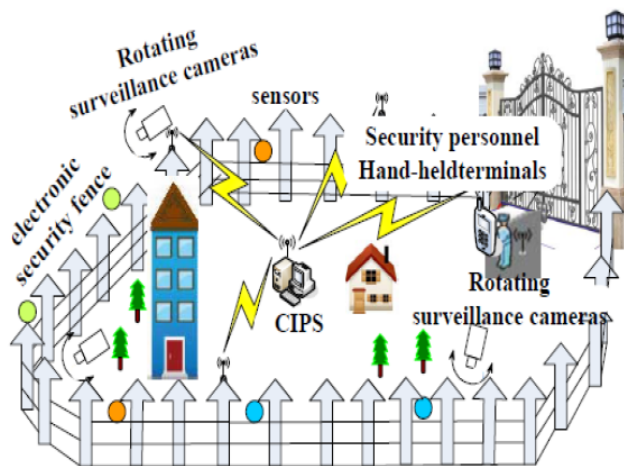 Rotating
surveillance cameras
sensors
Security personnel
Hand-heldterminals
electronic
security fence
CIPS
Rotating
surveillance cameras